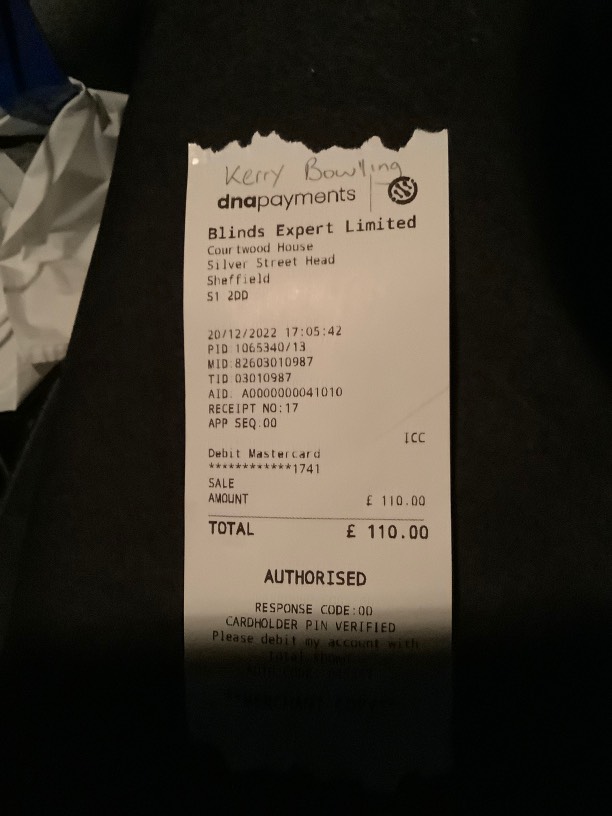 Kerry Bowling
dnapayments
Blinds Expert Limited
Courtwood House
Silver Street Head
Sheffield
S1 2DD
20/12/2022 17:05:42
PID:1065340/13
MID:82603010987
TID:03010987
AID: A0000000041010
RECEIPT NO:17
APP SEQ:00
ICC
Debit Mastercard
************1741
SALE
AMOUNT £ 110.00
TOTAL £ 110.00
AUTHORISED
RESPONSE CODE:00
CARDHOLDER PIN VERIFIED
Please debit my account with
total